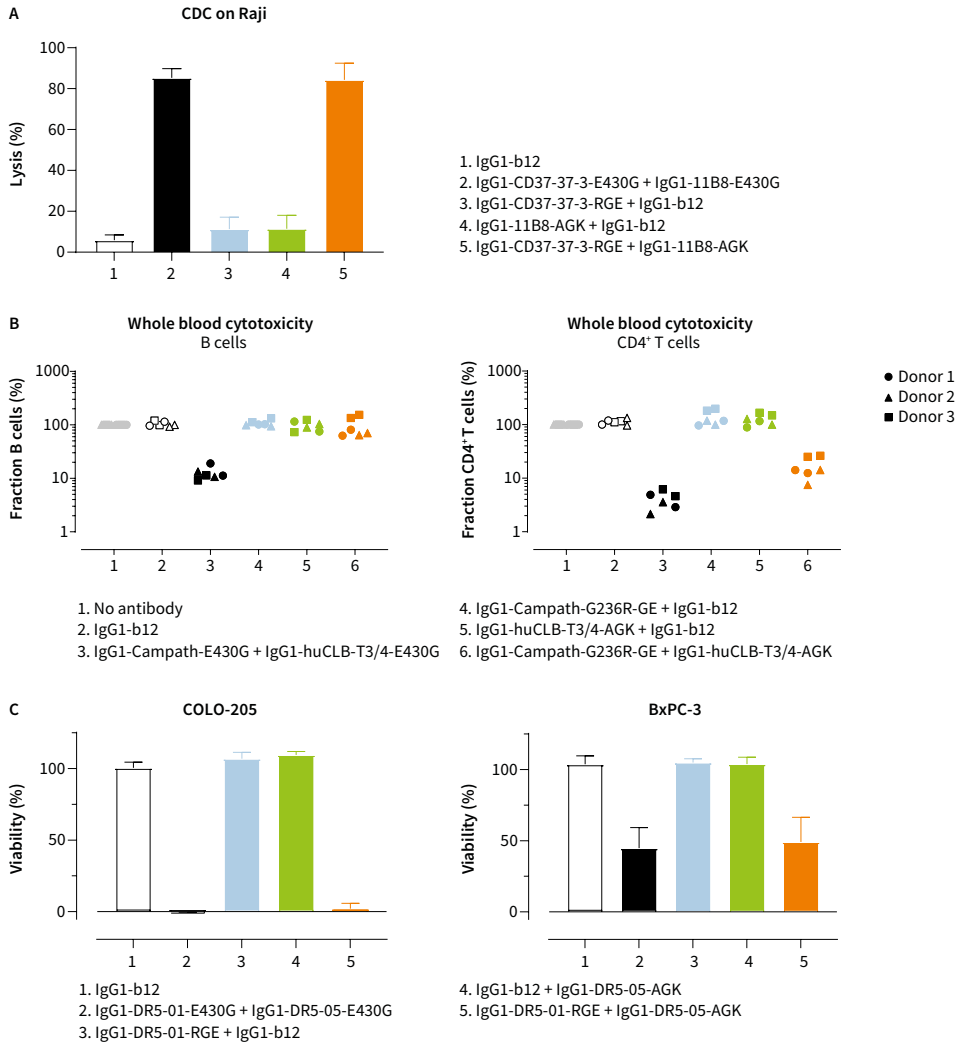 A
CDC on Raji
Lysis (%)
100
80
60
40
20
0
1 2 3 4 5
1. IgG1-b12
2. IgG1-CD37-37-3-E430G + IgG1-11B8-E430G
3. IgG1-CD37-37-3-RGE + IgG1-b12
4. IgG1-11B8-AGK + IgG1-b12
5. IgG1-CD37-37-3-RGE + IgG1-11B8-AGK
B
Whole blood cytotoxicity
B cells
Fraction B cells (%)
1000
100
10
1
1 2 3 4 5 6
Whole blood cytotoxicity
CD4⁺ T cells
Fraction CD4⁺T cells (%)
1000
100
10
1
1 2 3 4 5 6
Donor 1
Donor 2
Donor 3
1. No antibody
2. IgG1-b12
3. IgG1-Campath-E430G + IgG1-huCLB-T3/4-E430G
4. IgG1-Campath-G236R-GE + IgG1-b12
5. IgG1-huCLB-T3/4-AGK + IgG1-b12
6. IgG1-Campath-G236R-GE + IgG1-huCLB-T3/4-AGK
C
COLO-205
Viability (%)
100
50
0
1 2 3 4 5
BxPC-3
Viability (%)
100
50
0
1 2 3 4 5
1. IgG1-b12
2. IgG1-DR5-01-E430G + IgG1-DR5-05-E430G
3. IgG1-DR5-01-RGE + IgG1-b12
4. IgG1-b12 + IgG1-DR5-05-AGK
5. IgG1-DR5-01-RGE + IgG1-DR5-05-AGK